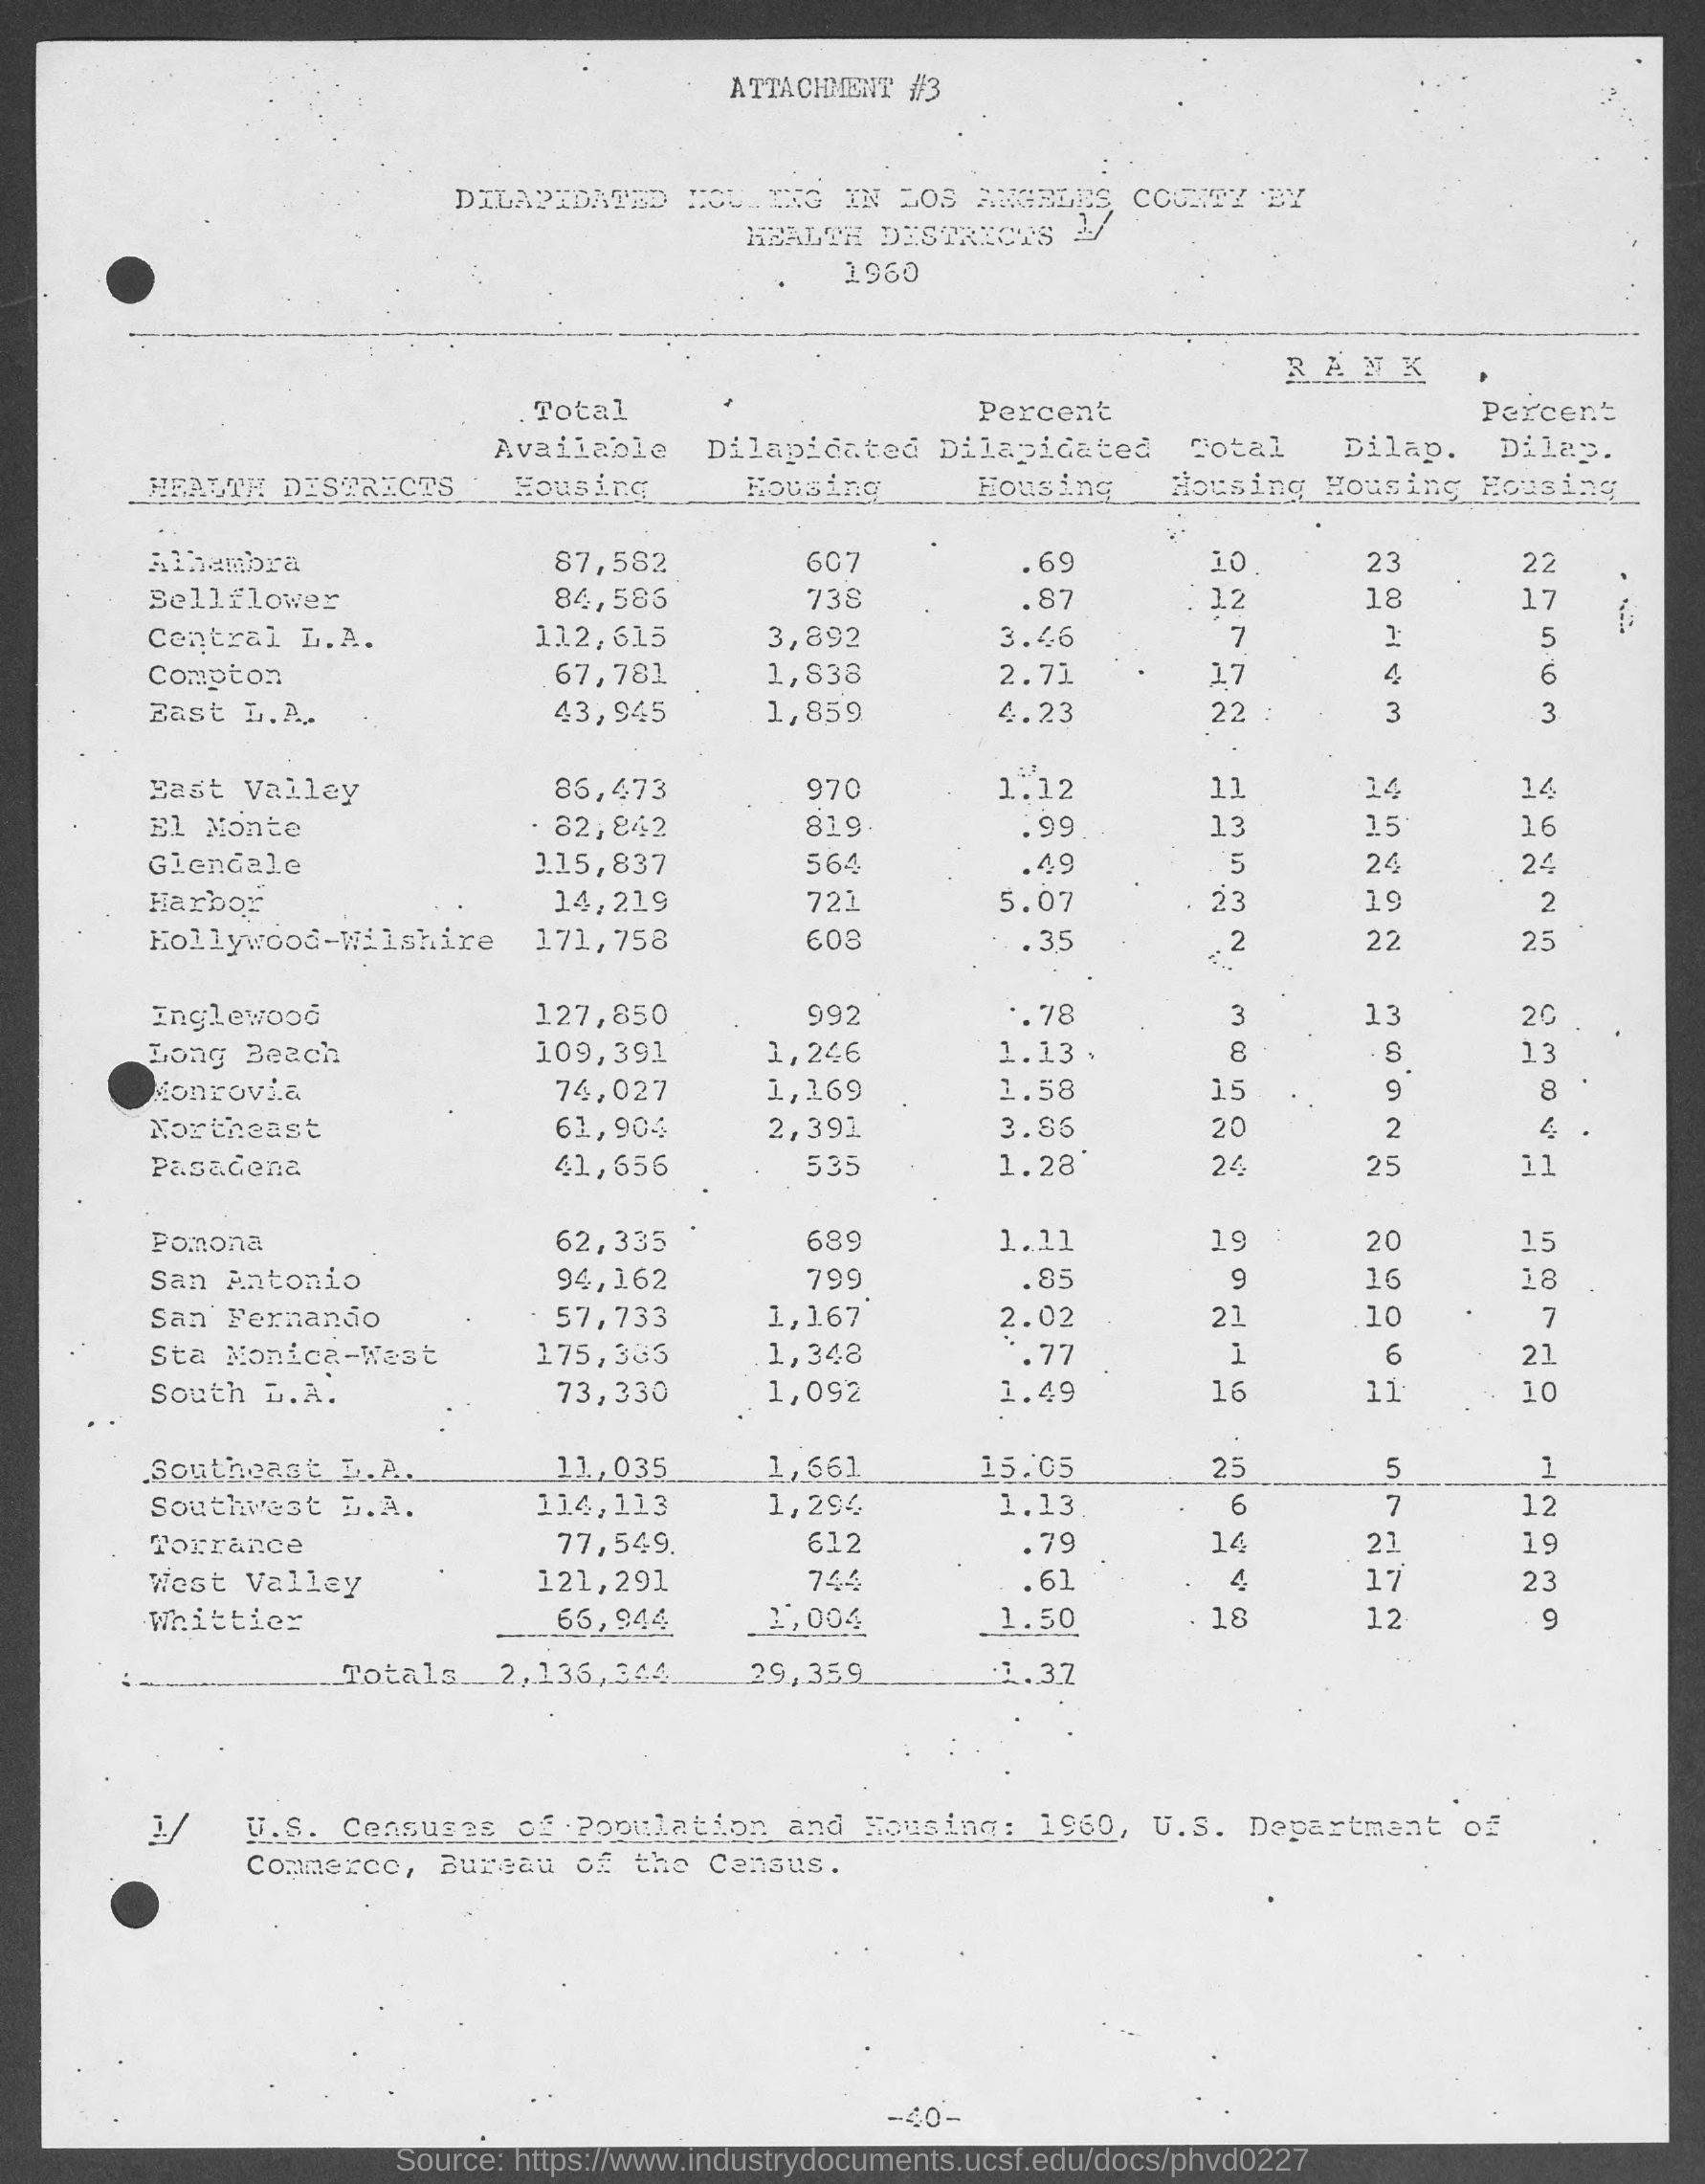 ATTACHMENT #3
DILAPIDATED HOUSING IN LOS ANGELES COUNTY BY
HEALTH DISTRICTS 1/
1960
R A N K
Total Percent Percent
Available Dilapidated Dilapidated Total Dilap. Dilap.
HEALTH DISTRICTS Housing Housing Housing Housing Housing Housing
Alhambra 87,582 607 .69 10 23 22
Bellflower 84,586 738 .87 12 18 17
Central L.A. 112,615 3,892 3.46 7 1 5
Compton 67,781 1,838 2.71 17 4 6
East L.A. 43,945 1,859 4.23 22 3 3
East Valley 86,473 970 1.12 11 14 14
El Monte 82,842 819 .99 13 15 16
Glendale 115,837 564 .49 5 24 24
Harbor 14,219 721 5.07 23 19 2
Hollywood-Wilshire 171,758 608 .35 2 22 25
Inglewood 127,850 992 .78 3 13 20
Long Beach 109,391 1,246 1.13 8 8 13
Monrovia 74,027 1,169 1.58 15 9 8
Northeast 61,904 2,391 3.86 20 2 4
Pasadena 41,656 535 1.28 24 25 11
Pomona 62,335 689 1.11 19 20 15
San Antonio 94,162 799 .85 9 16 18
San Fernando 57,733 1,167 2.02 21 10 7
Sta Monica-West 175,386 1,348 .77 1 6 21
South L.A. 73,330 1,092 1.49 16 11 10
Southeast L.A. 11,035 1,661 15.05 25 5 1
Southwest L.A. 114,113 1,294 1.13 6 7 12
Torrance 77,549 612 .79 14 21 19
West Valley 121,291 744 .61 4 17 23
Whittier 66,944 1,004 1.50 18 12 9
Totals 2,136,344 29,359 1.37
1/ U.S. Censuses of Population and Housing: 1960, U.S. Department of
Commerce, Bureau of the Census.
-40-
Source: https://www.industrydocuments.ucsf.edu/docs/phvd0227